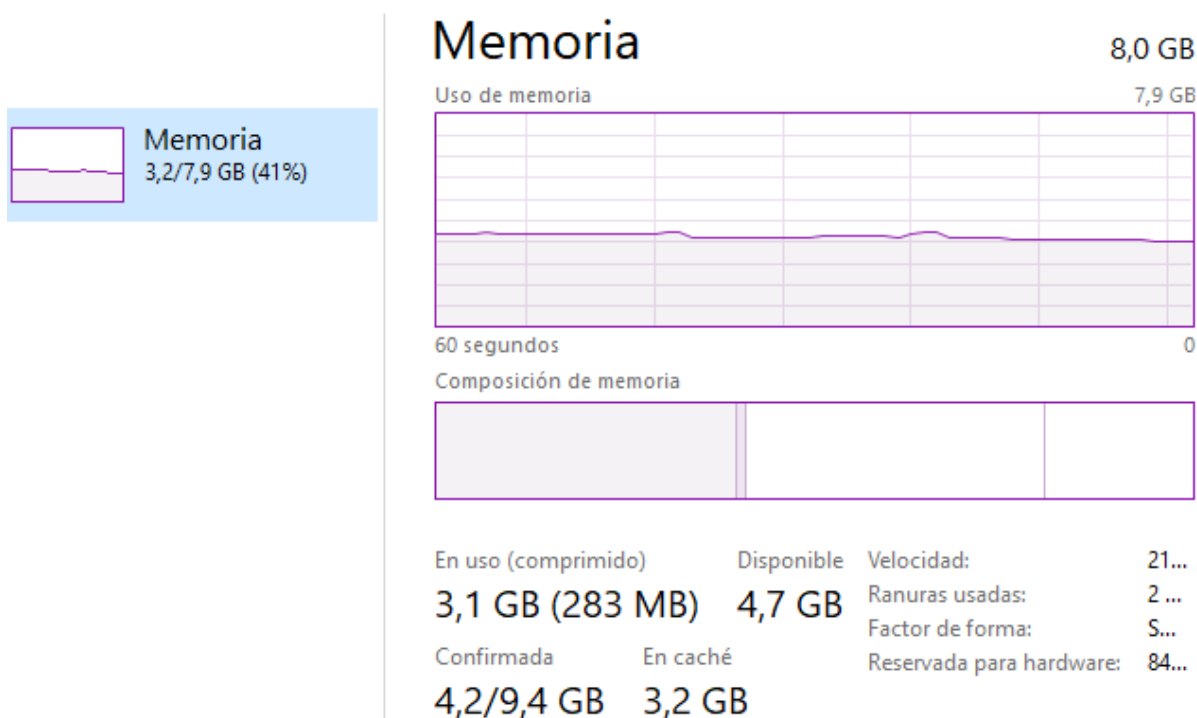 Memoria
3,2/7,9 GB (41%)
Memoria 8,0 GB
Uso de memoria 7,9 GB
60 segundos 0
Composición de memoria
En uso (comprimido) Disponible
3,1 GB (283 MB) 4,7 GB
Confirmada En caché
4,2/9,4 GB 3,2 GB
Velocidad: 21...
Ranuras usadas: 2 ...
Factor de forma: S...
Reservada para hardware: 84...